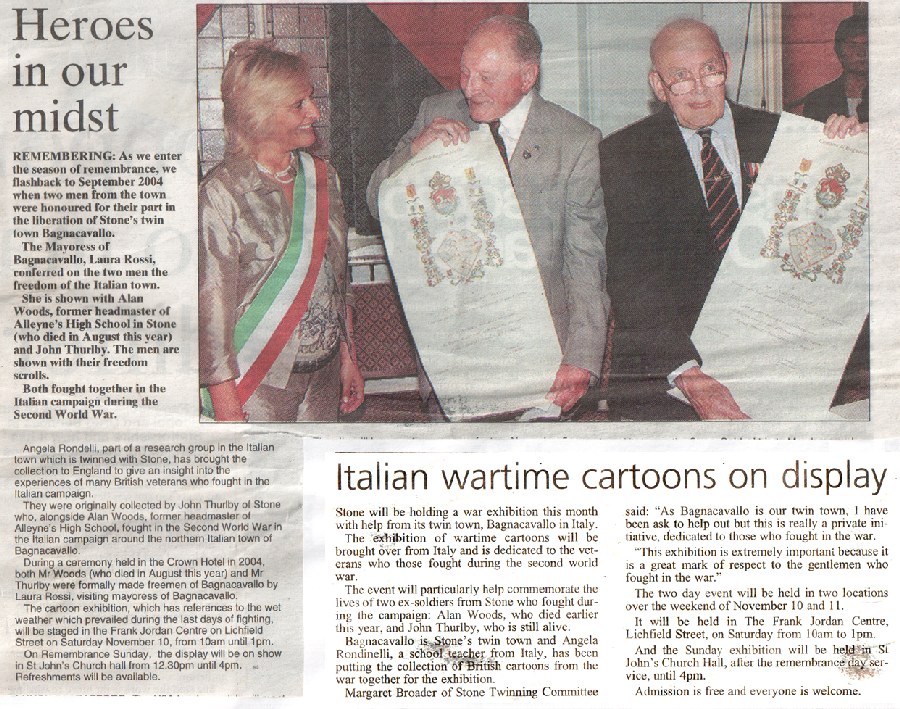 Heroes
in our
midst
REMEMBERING: As we enter
the season of remembrance, we
flashback to September 2004
when two men from the town
were honoured for their part in
the liberation of Stone's twin
town Bagnacavallo.
The Mayoress of
Bagnacavallo, Laura Rossi,
conferred on the two men the
freedom of the Italian town.
She is shown with Alan
Woods, former headmaster of
Alleyne's High School in Stone
(who died in August this year)
and John Thurlby. The men are
shown with their freedom
scrolls.
Both fought together in the
Italian campaign during the
Second World War.
Angela Rondelli, part of a research group in the Italian
town which is twinned with Stone, has brought the
collection to England to give an insight into the
experiences of many British veterans who fought in the
Italian campaign.
They were originally collected by John Thurlby of Stone
who, alongside Alan Woods, former headmaster of
Alleyne's High School, fought in the Second World War in
the Italian campaign around the northern Italian town of
Bagnacavallo.
During a ceremony held in the Crown Hotel in 2004,
both Mr Woods (who died in August this year) and Mr
Thurlby were formally made freemen of Bagnacavallo by
Laura Rossi, visiting mayoress of Bagnacavallo.
The cartoon exhibition, which has references to the wet
weather which prevailed during the last days of fighting,
will be staged in the Frank Jordan Centre on Lichfield
Street on Saturday November 10, from 10am until 1pm.
On Remembrance Sunday, the display will be on show
in St John's Church hall from 12.30pm until 4pm.
Refreshments will be available.
Italian wartime cartoons on display
Stone will be holding a war exhibition this month
with help from its twin town, Bagnacavallo in Italy.
The exhibition of wartime cartoons will be
brought over from Italy and is dedicated to the vet-
erans who those fought during the second world
war.
The event will particularly help commemorate the
lives of two ex-soldiers from Stone who fought dur-
ing the campaign: Alan Woods, who died earlier
this year, and John Thurlby, who is still alive.
Bagnacavallo is Stone's twin town and Angela
Rondinelli, a school teacher from Italy, has been
putting the collection of British cartoons from the
war together for the exhibition.
Margaret Broader of Stone Twinning Committee
said: "As Bagnacavallo is our twin town, I have
been ask to help out but this is really a private ini-
tiative, dedicated to those who fought in the war.
"This exhibition is extremely important because it
is a great mark of respect to the gentlemen who
fought in the war."
The two day event will be held in two locations
over the weekend of November 10 and 11.
It will be held in The Frank Jordan Centre,
Lichfield Street, on Saturday from 10am to 1pm.
And the Sunday exhibition will be held in St
John's Church Hall, after the remembrance day ser-
vice, until 4pm.
Admission is free and everyone is welcome.